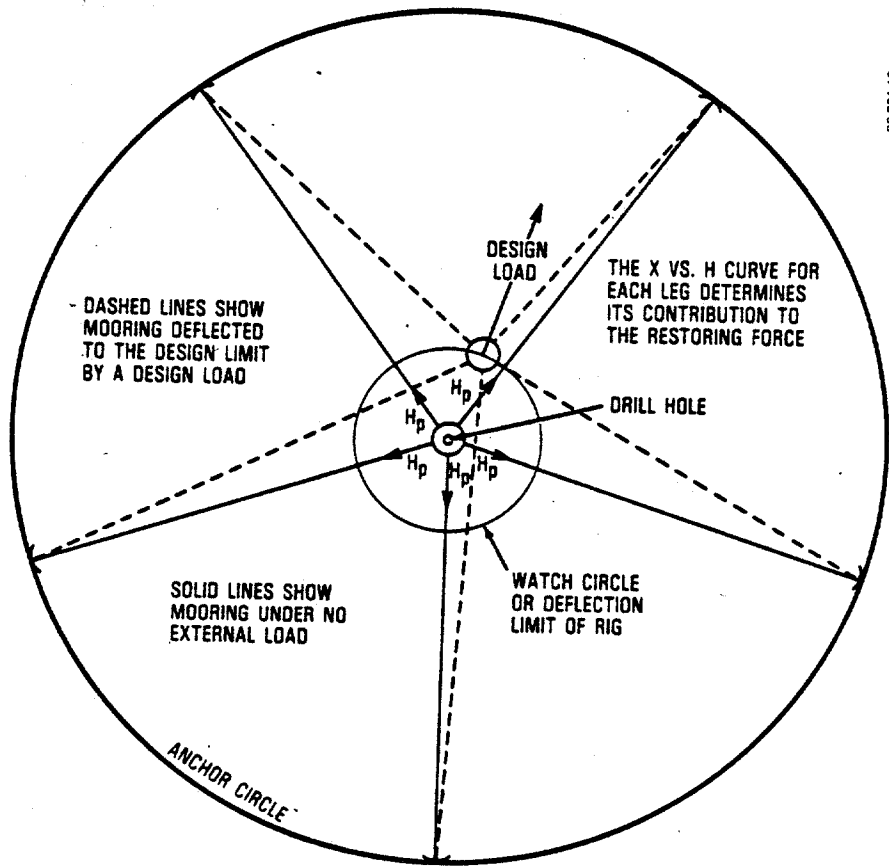 DESIGN
LOAD
THE X VS. H CURVE FOR
EACH LEG DETERMINES
ITS CONTRIBUTION TO
THE RESTORING FORCE
DASHED LINES SHOW
MOORING DEFLECTED
TO THE DESIGN LIMIT
BY A DESIGN LOAD
Hp
Hp
DRILL HOLE
Hp
Hp
Hp
SOLID LINES SHOW
MOORING UNDER NO
EXTERNAL LOAD
WATCH CIRCLE
OR DEFLECTION
LIMIT OF RIG
ANCHOR CIRCLE